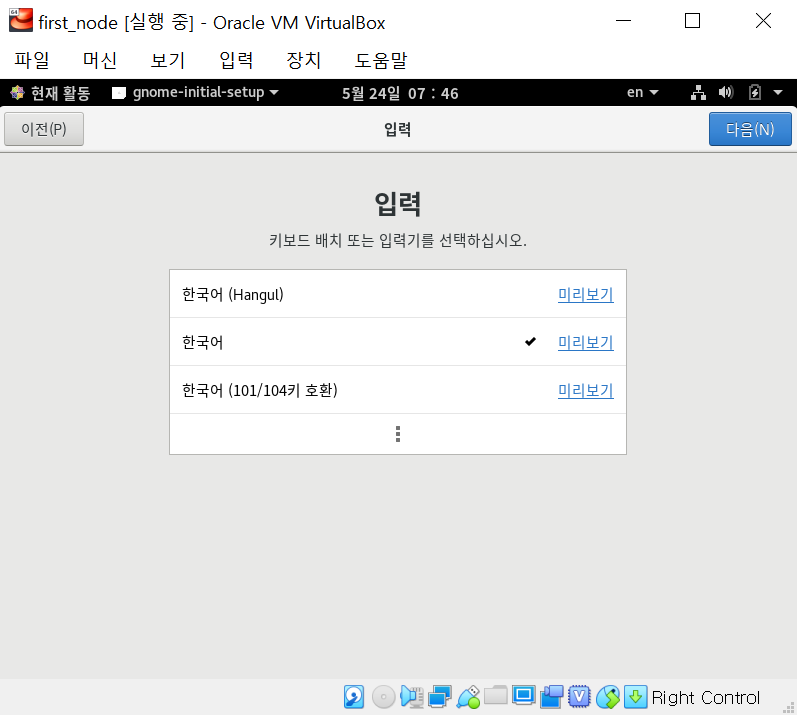 first_node [실행 중] - Oracle VM VirtualBox
파일 머신 보기 입력 장치 도움말
현재 활동 gnome-initial-setup 5월 24일 07 : 46 en
이전(P) 입력 다음(N)
입력
키보드 배치 또는 입력기를 선택하십시오.
한국어 (Hangul) 미리보기
한국어 ✔ 미리보기
한국어 (101/104키 호환) 미리보기
Right Control